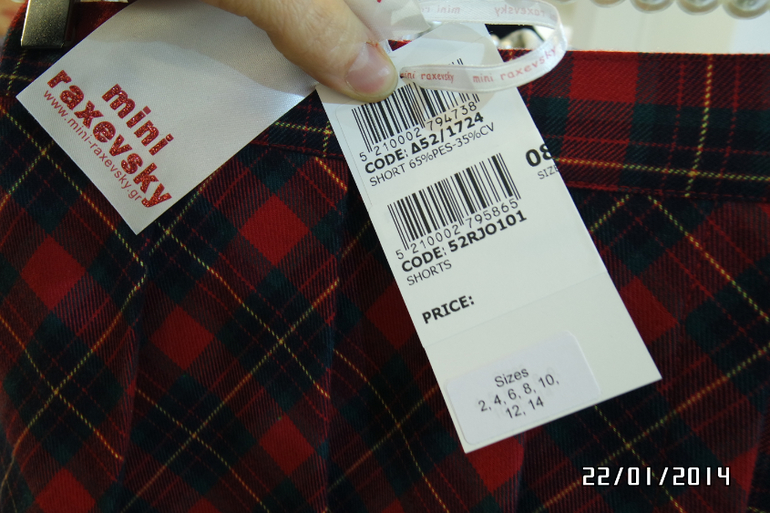 mini raxevsky
mini raxevsky mini raxevsky
mini
raxevsky
www.mini-raxevsky.gr
5 210002 794738
CODE: Δ52/1724
SHORT 65%PES-35%CV
08
5 210002 795865
CODE: 52RJO101
SHORTS
PRICE:
Sizes
2, 4, 6, 8, 10,
12, 14
22/01/2014